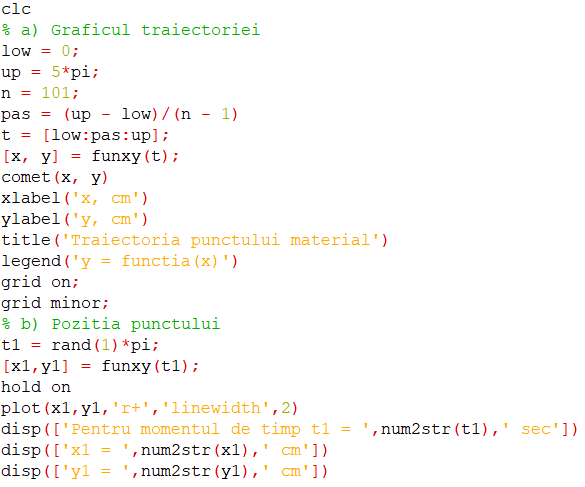 clc
% a) Graficul traiectoriei
low = 0;
up = 5*pi;
n = 101;
pas = (up - low)/(n - 1)
t = [low:pas:up];
[x, y] = funxy(t);
comet(x, y)
xlabel('x, cm')
ylabel('y, cm')
title('Traiectoria punctului material')
legend('y = functia(x)')
grid on;
grid minor;
% b) Pozitia punctului
t1 = rand(1)*pi;
[x1,y1] = funxy(t1);
hold on
plot(x1,y1,'r+','linewidth',2)
disp(['Pentru momentul de timp t1 = ',num2str(t1),' sec'])
disp(['x1 = ',num2str(x1),' cm'])
disp(['y1 = ',num2str(y1),' cm'])